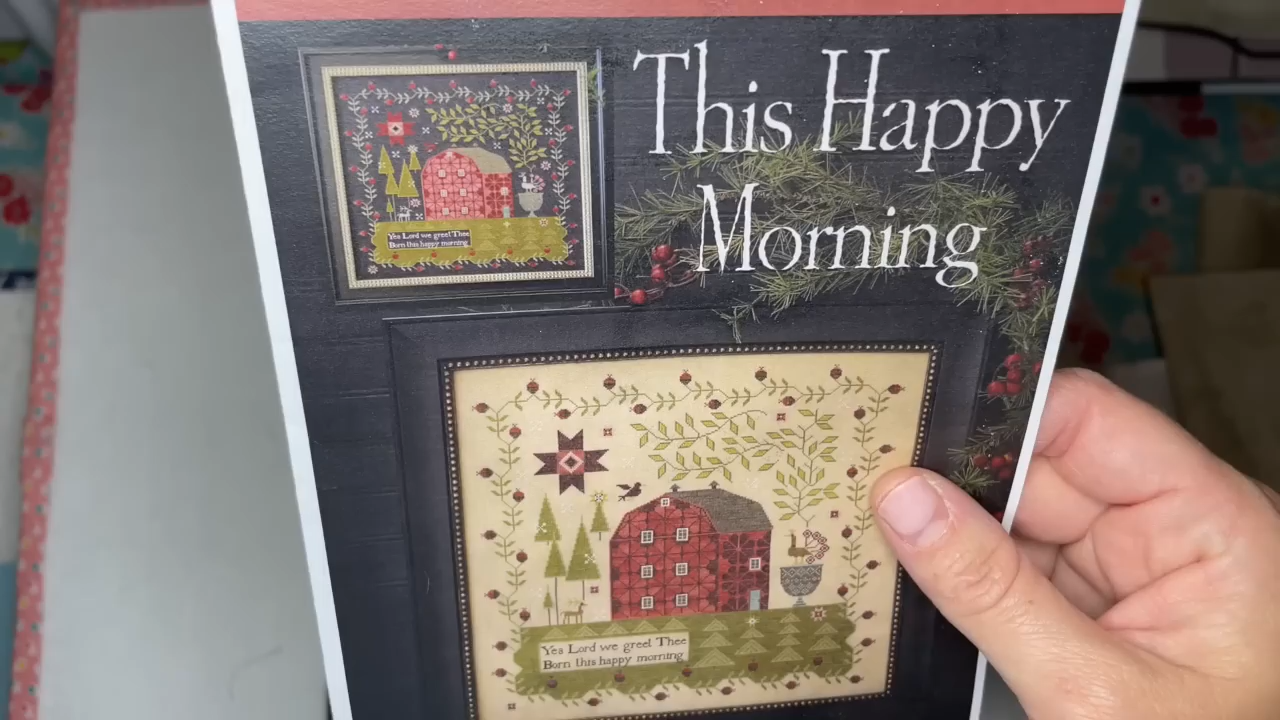 This Happy
Morning
Yea Lord we greet Thee
Born this happy morning
Yea Lord we greet Thee
Born this happy morning